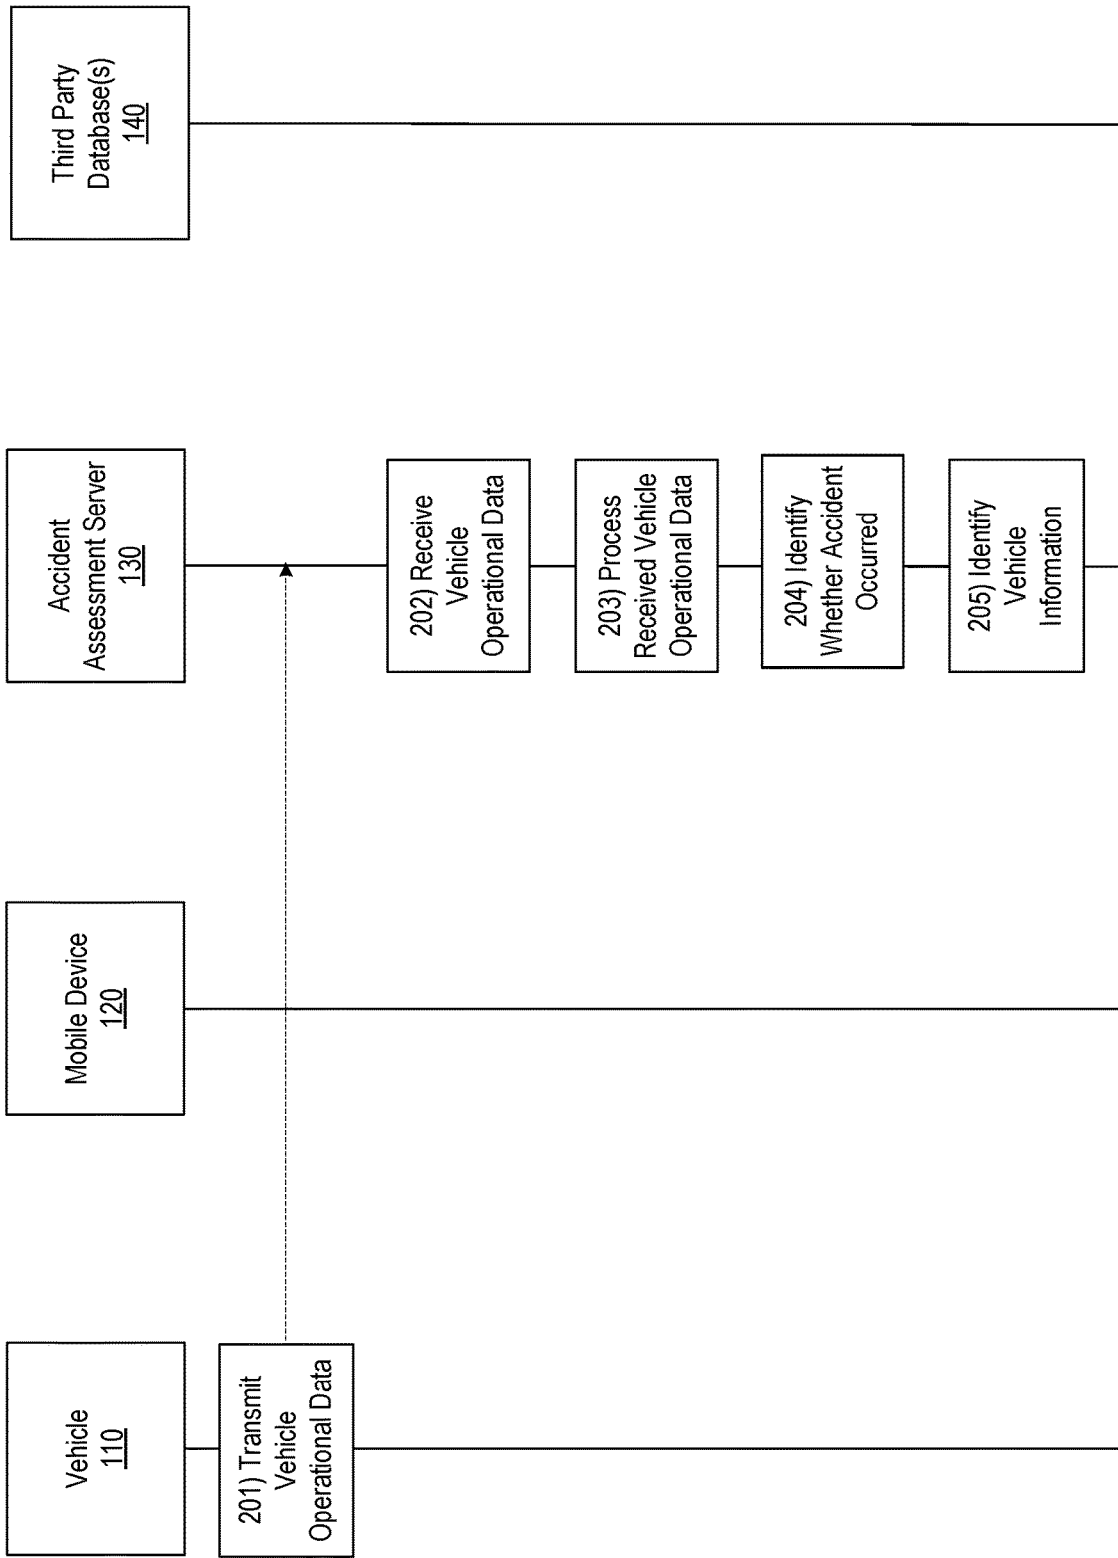 Vehicle
110
Mobile Device
120
Accident
Assessment Server
130
Third Party
Database(s)
140
201) Transmit
Vehicle
Operational Data
202) Receive
Vehicle
Operational Data
203) Process
Received Vehicle
Operational Data
204) Identify
Whether Accident
Occurred
205) Identify
Vehicle
Information